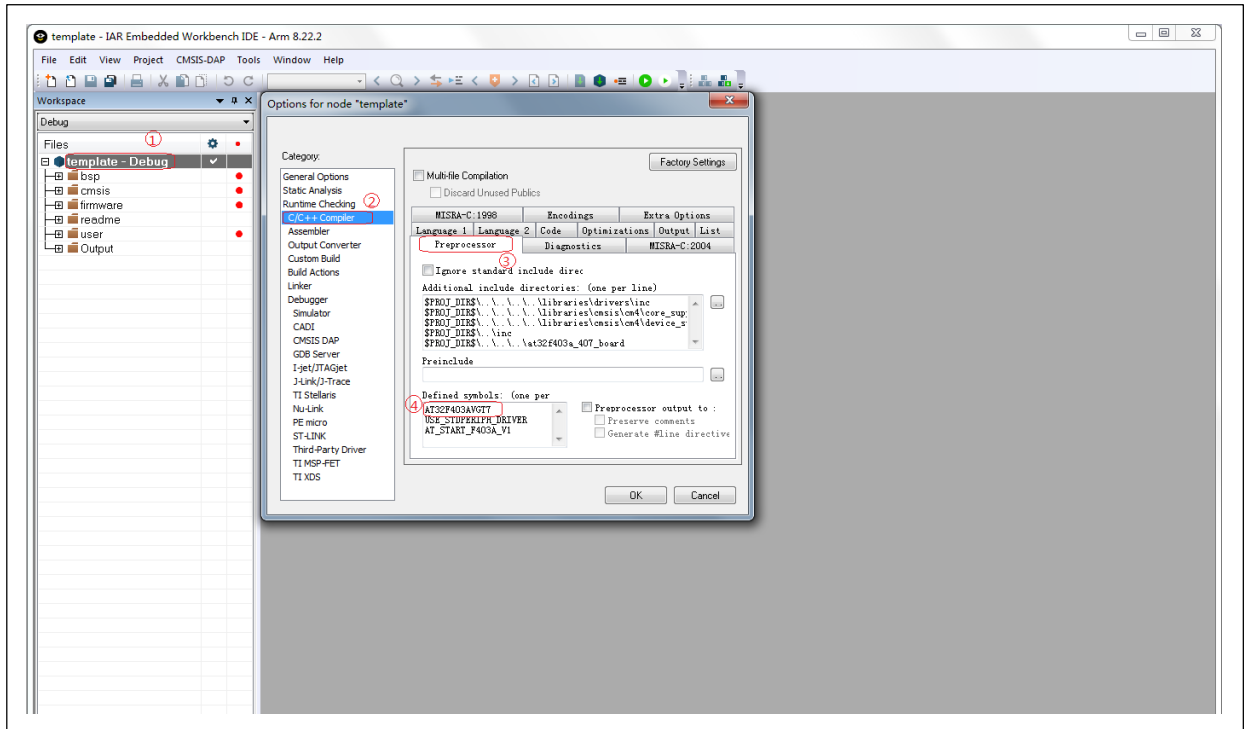 template - IAR Embedded Workbench IDE - Arm 8.22.2
File Edit View Project CMSIS-DAP Tools Window Help
Workspace
Debug
Files
①
template - Debug
bsp
cmsis
firmware
readme
user
Output
Options for node "template"
Category:
General Options
Static Analysis
Runtime Checking
②
C/C++ Compiler
Assembler
Output Converter
Custom Build
Build Actions
Linker
Debugger
Simulator
CADI
CMSIS DAP
GDB Server
I-jet/JTAGjet
J-Link/J-Trace
TI Stellaris
Nu-Link
PE micro
ST-LINK
Third-Party Driver
TI MSP-FET
TI XDS
Factory Settings
Multi-file Compilation
Discard Unused Publics
MISRA-C:1998 Encodings Extra Options
Language 1 Language 2 Code Optimizations Output List
Preprocessor Diagnostics MISRA-C:2004
③
Ignore standard include direc
Additional include directories: (one per line)
$PROJ_DIR$\..\..\..\..\libraries\drivers\inc
$PROJ_DIR$\..\..\..\..\libraries\cmsis\cm4\core_sup
$PROJ_DIR$\..\..\..\..\libraries\cmsis\cm4\device_s
$PROJ_DIR$\..\inc
$PROJ_DIR$\..\..\..\at32f403a_407_board
Preinclude
Defined symbols: (one per
④
AT32F403AVGT7
USE_STDPERIPH_DRIVER
AT_START_F403A_V1
Preprocessor output to :
Preserve comments
Generate #line directive
OK Cancel